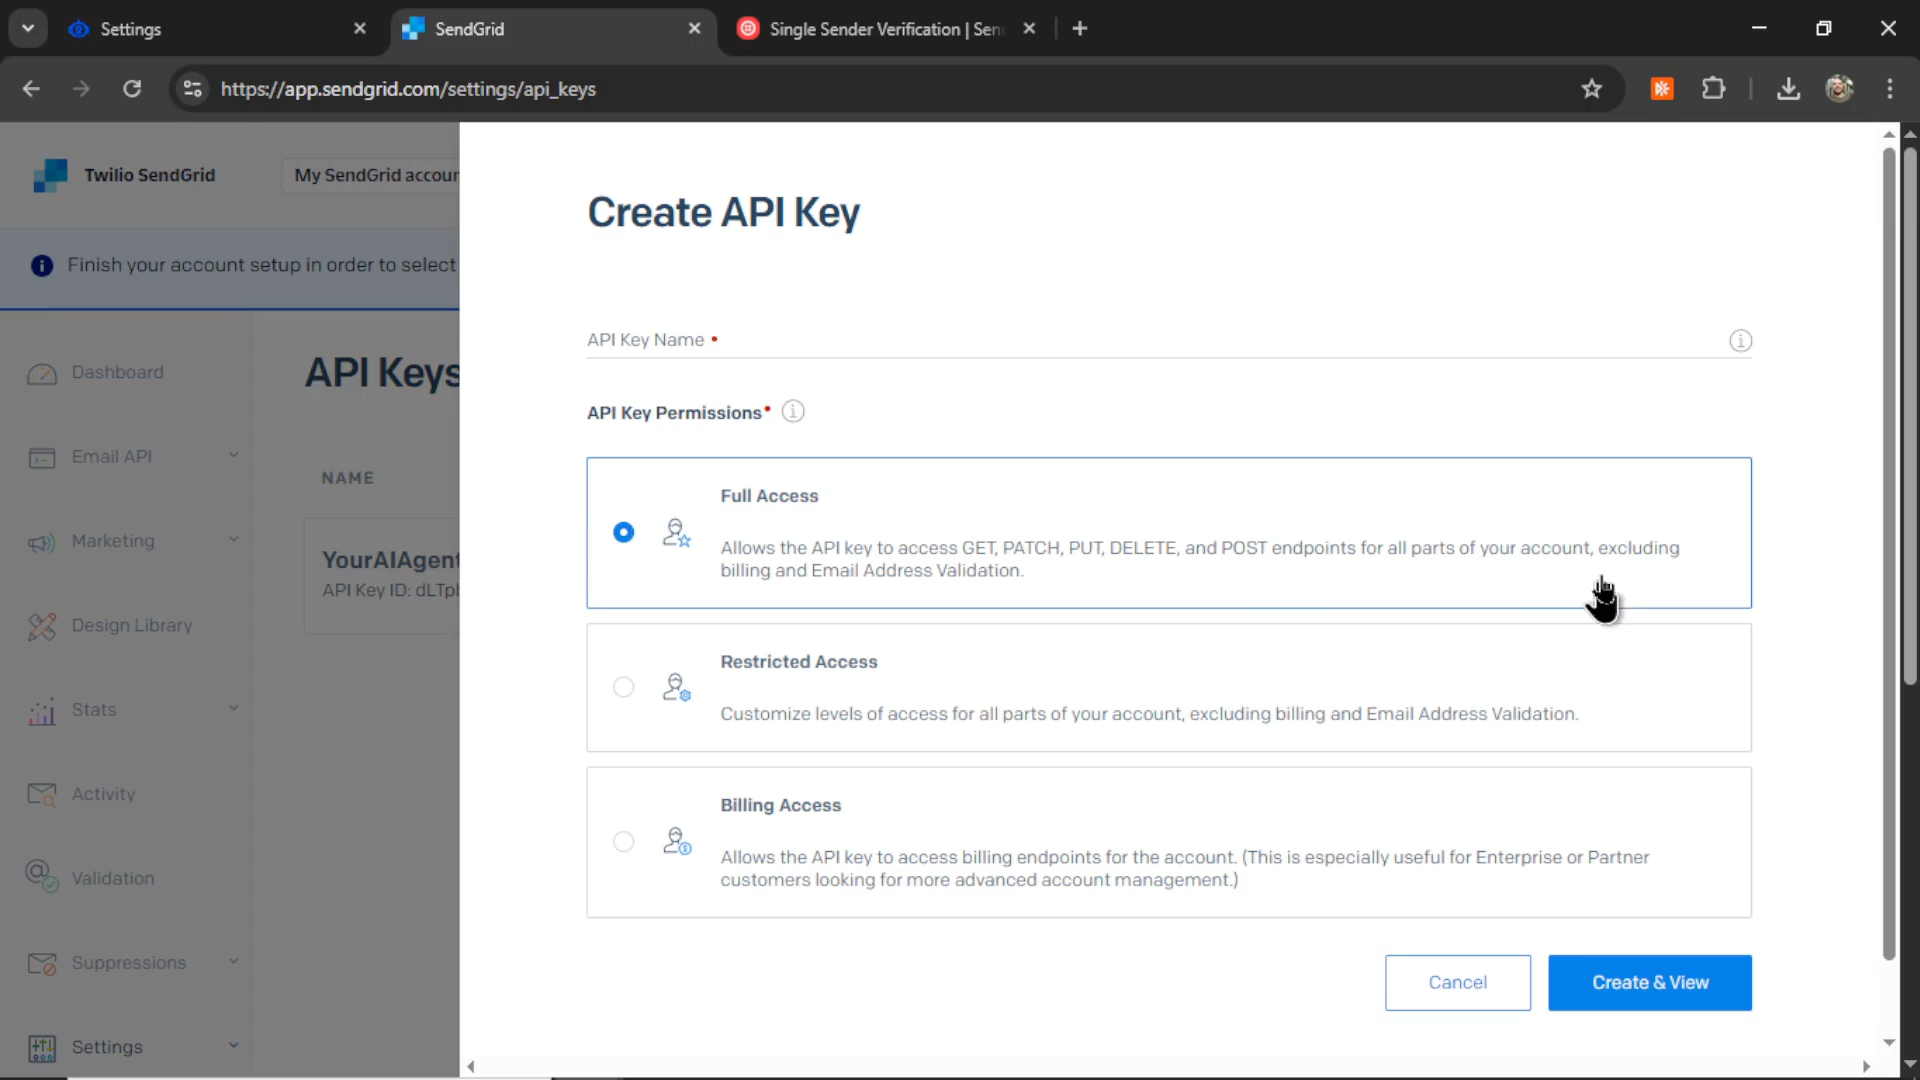 Settings
SendGrid
Single Sender Verification | Sen
https://app.sendgrid.com/settings/api_keys
Twilio SendGrid
My SendGrid accoun
Finish your account setup in order to select
Dashboard
Email API
Marketing
Design Library
Stats
Activity
Validation
Suppressions
Settings
API Keys
NAME
YourAIAgent
API Key ID: dLTpb
Create API Key
API Key Name •
API Key Permissions•
Full Access
Allows the API key to access GET, PATCH, PUT, DELETE, and POST endpoints for all parts of your account, excluding
billing and Email Address Validation.
Restricted Access
Customize levels of access for all parts of your account, excluding billing and Email Address Validation.
Billing Access
Allows the API key to access billing endpoints for the account. (This is especially useful for Enterprise or Partner
customers looking for more advanced account management.)
Cancel
Create & View